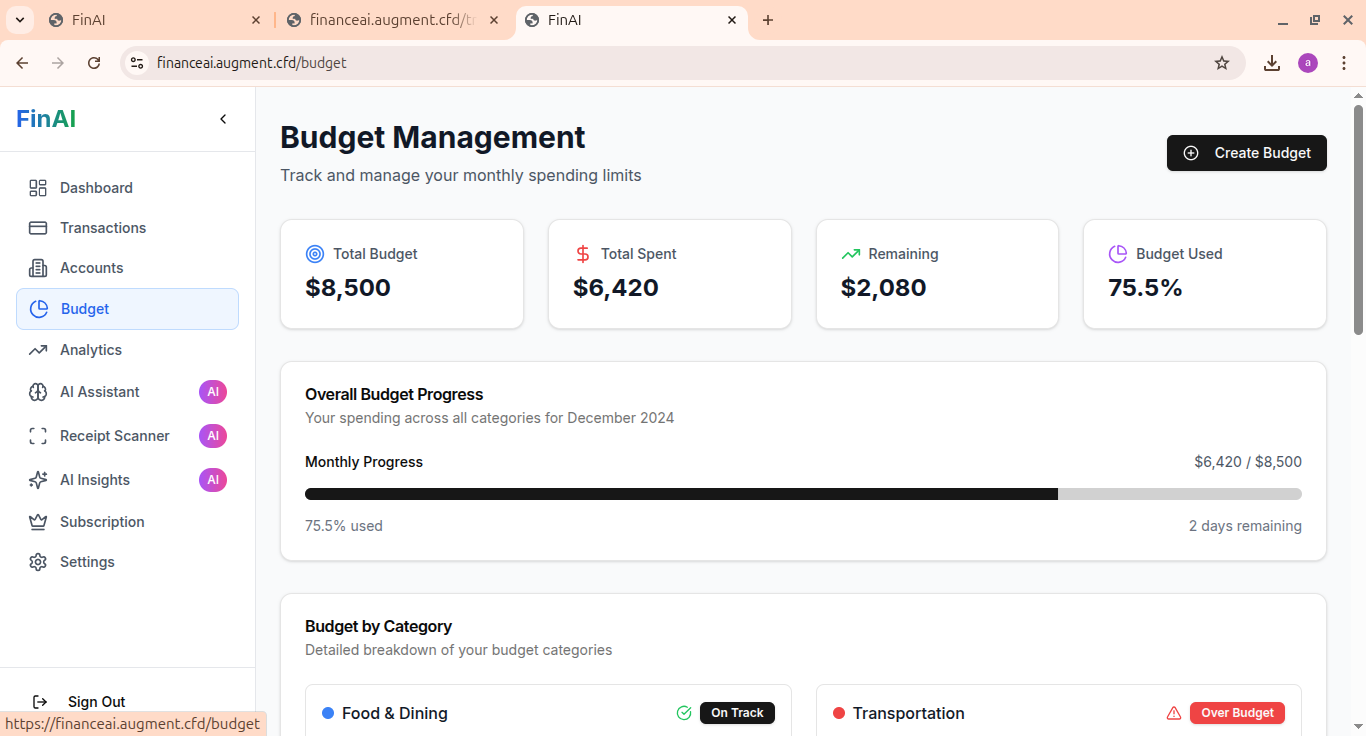 FinAI
financeai.augment.cfd/tr
FinAI
financeai.augment.cfd/budget
a
FinAI
Dashboard
Transactions
Accounts
Budget
Analytics
AI Assistant AI
Receipt Scanner AI
AI Insights AI
Subscription
Settings
Sign Out
https://financeai.augment.cfd/budget
Budget Management
Track and manage your monthly spending limits
Create Budget
Total Budget
$8,500
Total Spent
$6,420
Remaining
$2,080
Budget Used
75.5%
Overall Budget Progress
Your spending across all categories for December 2024
Monthly Progress $6,420 / $8,500
75.5% used 2 days remaining
Budget by Category
Detailed breakdown of your budget categories
Food & Dining On Track
Transportation Over Budget